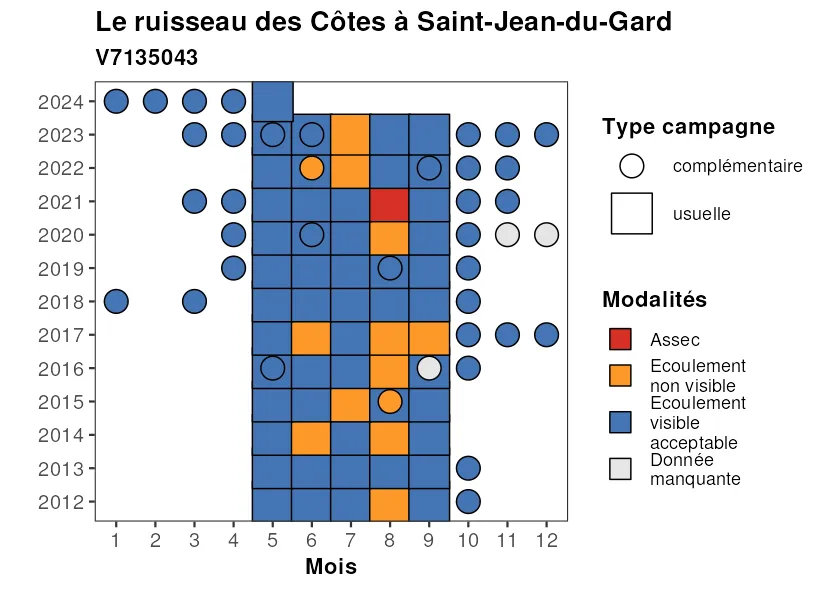 Le ruisseau des Côtes à Saint-Jean-du-Gard
V7135043
2024
2023
2022
2021
2020
2019
2018
2017
2016
2015
2014
2013
2012
1 2 3 4 5 6 7 8 9 10 11 12
Mois
Type campagne
complémentaire
usuelle
Modalités
Assec
Ecoulement
non visible
Ecoulement
visible
acceptable
Donnée
manquante